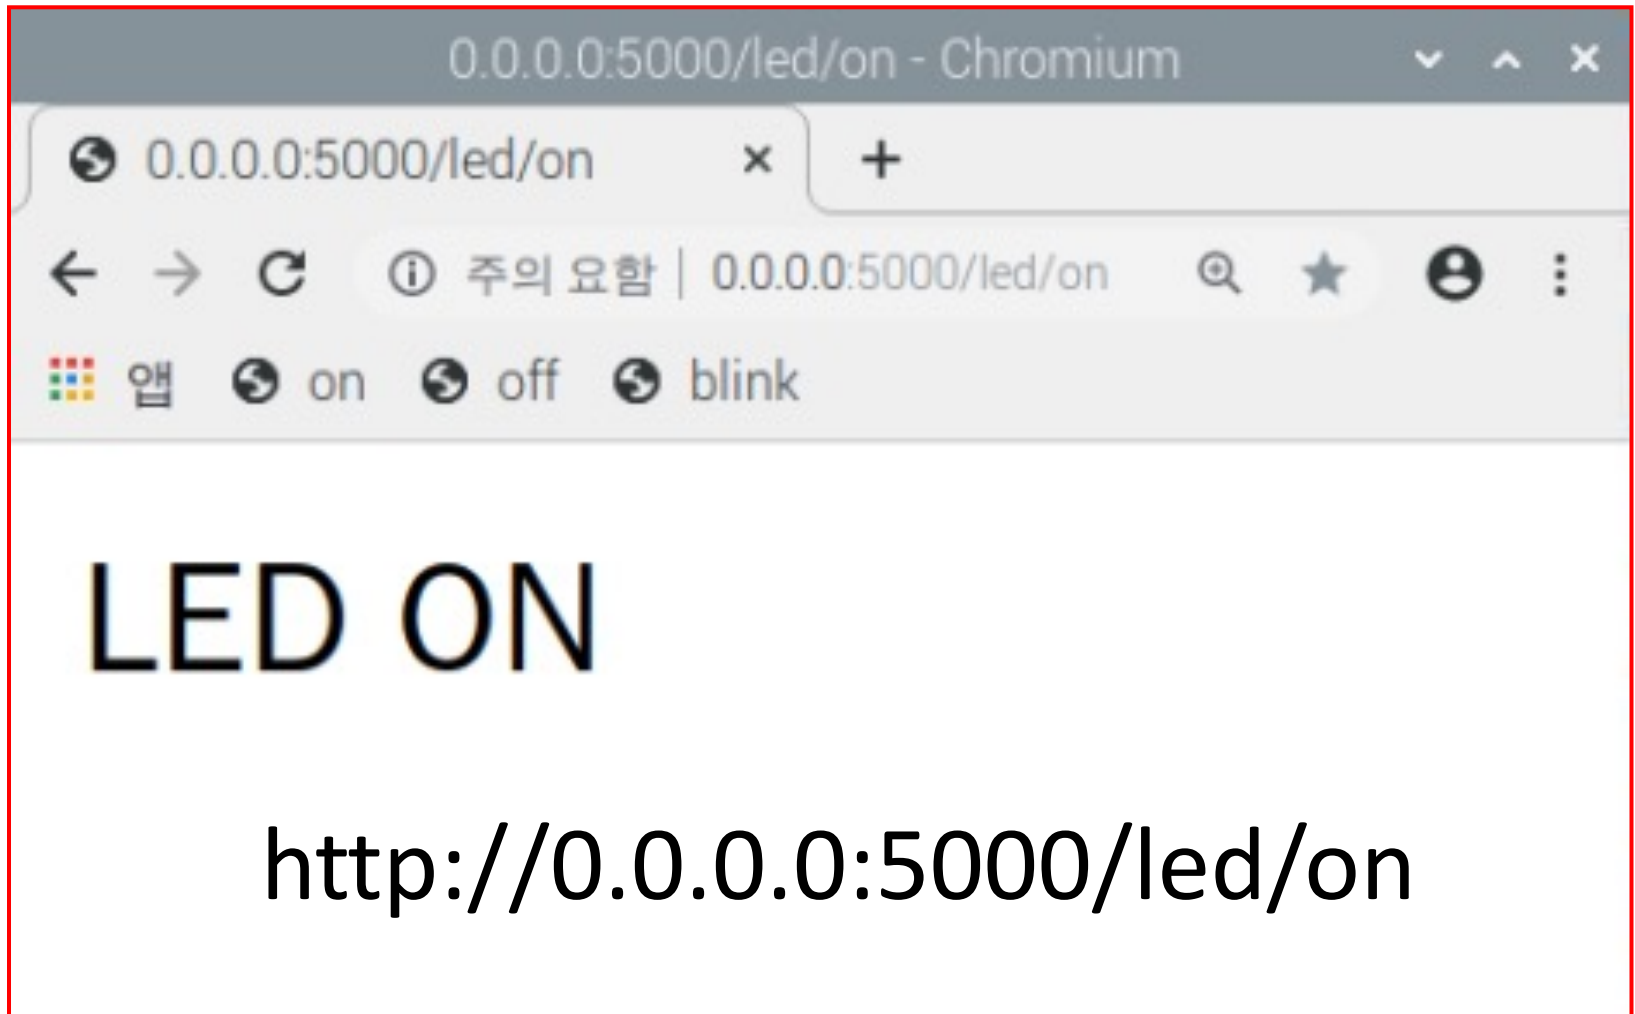 0.0.0.0:5000/led/on - Chromium
0.0.0.0:5000/led/on
주의 요함 0.0.0.0:5000/led/on
앱 on off blink
LED ON
http://0.0.0.0:5000/led/on